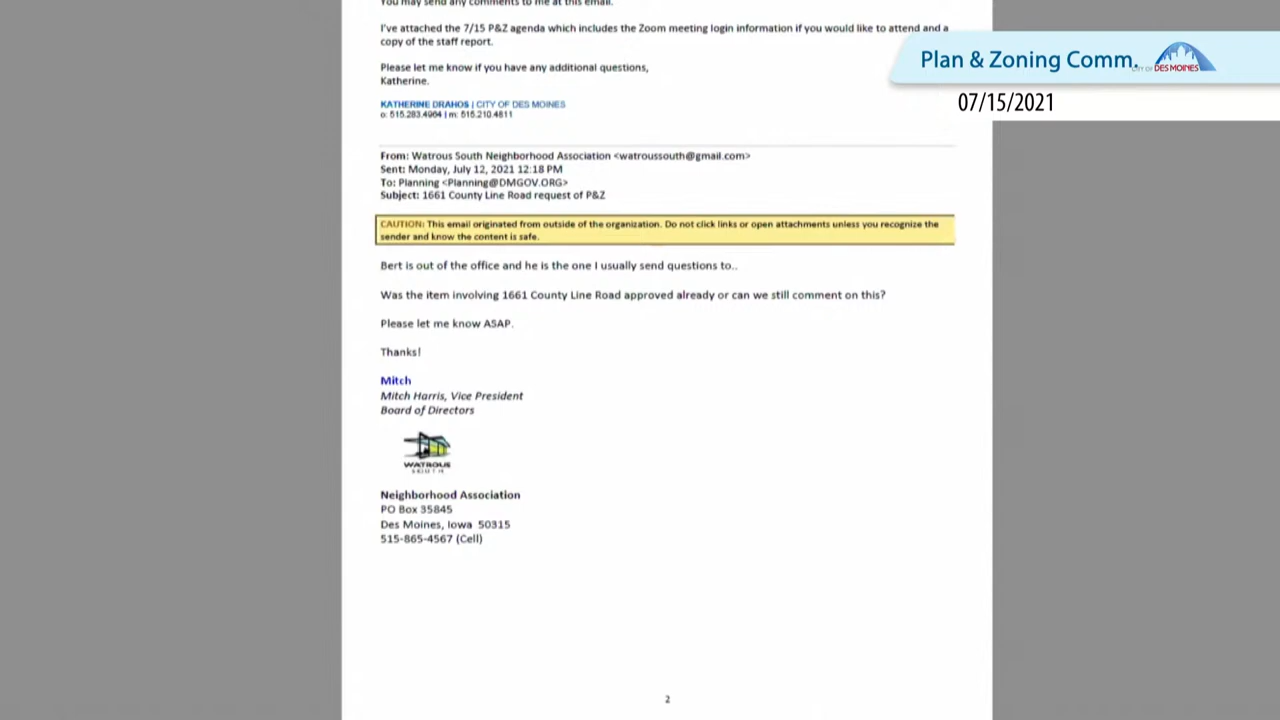 You may send any comments to me at this email.
I've attached the 7/15 P&Z agenda which includes the Zoom meeting login information if you would like to attend and a
copy of the staff report.
Please let me know if you have any additional questions,
Katherine.
KATHERINE DRAHOS | CITY OF DES MOINES
o: 515.283.4904 | m: 515.210.4811
Plan & Zoning Comm.
CITY OF DES MOINES
07/15/2021
From: Watrous South Neighborhood Association <watroussouth@gmail.com>
Sent: Monday, July 12, 2021 12:18 PM
To: Planning <Planning@DMGOV.ORG>
Subject: 1661 County Line Road request of P&Z
CAUTION: This email originated from outside of the organization. Do not click links or open attachments unless you recognize the
sender and know the content is safe.
Bert is out of the office and he is the one I usually send questions to..
Was the item involving 1661 County Line Road approved already or can we still comment on this?
Please let me know ASAP.
Thanks!
Mitch
Mitch Harris, Vice President
Board of Directors
WATROUS
SOUTH
Neighborhood Association
PO Box 35845
Des Moines, Iowa 50315
515-865-4567 (Cell)
2